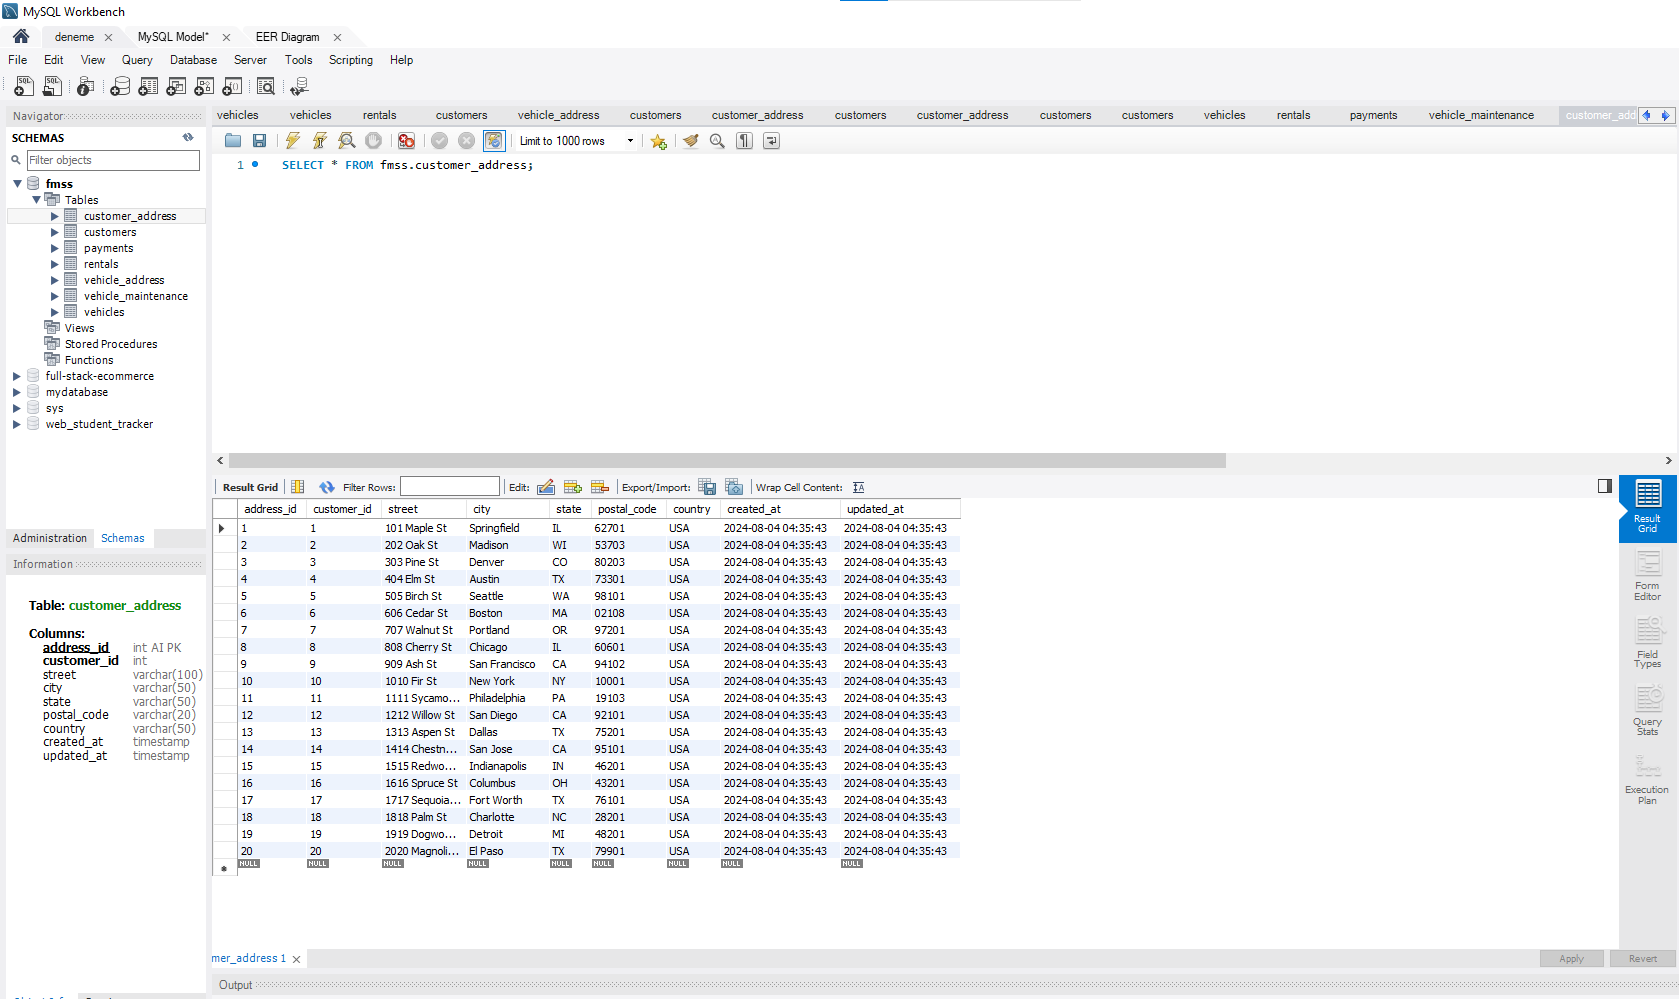 MySQL Workbench
deneme MySQL Model* EER Diagram
File Edit View Query Database Server Tools Scripting Help
Navigator
SCHEMAS
Filter objects
fmss
Tables
customer_address
customers
payments
rentals
vehicle_address
vehicle_maintenance
vehicles
Views
Stored Procedures
Functions
full-stack-ecommerce
mydatabase
sys
web_student_tracker
Administration Schemas
Information
Table: customer_address
Columns:
address_id int AI PK
customer_id int
street varchar(100)
city varchar(50)
state varchar(50)
postal_code varchar(20)
country varchar(50)
created_at timestamp
updated_at timestamp
vehicles vehicles rentals customers vehicle_address customers customer_address customers customer_address customers customers vehicles rentals payments vehicle_maintenance customer_add
Limit to 1000 rows
1 SELECT * FROM fmss.customer_address;
Result Grid Filter Rows: Edit: Export/Import: Wrap Cell Content:
address_id customer_id street city state postal_code country created_at updated_at
1 1 101 Maple St Springfield IL 62701 USA 2024-08-04 04:35:43 2024-08-04 04:35:43
2 2 202 Oak St Madison WI 53703 USA 2024-08-04 04:35:43 2024-08-04 04:35:43
3 3 303 Pine St Denver CO 80203 USA 2024-08-04 04:35:43 2024-08-04 04:35:43
4 4 404 Elm St Austin TX 73301 USA 2024-08-04 04:35:43 2024-08-04 04:35:43
5 5 505 Birch St Seattle WA 98101 USA 2024-08-04 04:35:43 2024-08-04 04:35:43
6 6 606 Cedar St Boston MA 02108 USA 2024-08-04 04:35:43 2024-08-04 04:35:43
7 7 707 Walnut St Portland OR 97201 USA 2024-08-04 04:35:43 2024-08-04 04:35:43
8 8 808 Cherry St Chicago IL 60601 USA 2024-08-04 04:35:43 2024-08-04 04:35:43
9 9 909 Ash St San Francisco CA 94102 USA 2024-08-04 04:35:43 2024-08-04 04:35:43
10 10 1010 Fir St New York NY 10001 USA 2024-08-04 04:35:43 2024-08-04 04:35:43
11 11 1111 Sycamo... Philadelphia PA 19103 USA 2024-08-04 04:35:43 2024-08-04 04:35:43
12 12 1212 Willow St San Diego CA 92101 USA 2024-08-04 04:35:43 2024-08-04 04:35:43
13 13 1313 Aspen St Dallas TX 75201 USA 2024-08-04 04:35:43 2024-08-04 04:35:43
14 14 1414 Chestn... San Jose CA 95101 USA 2024-08-04 04:35:43 2024-08-04 04:35:43
15 15 1515 Redwo... Indianapolis IN 46201 USA 2024-08-04 04:35:43 2024-08-04 04:35:43
16 16 1616 Spruce St Columbus OH 43201 USA 2024-08-04 04:35:43 2024-08-04 04:35:43
17 17 1717 Sequoia... Fort Worth TX 76101 USA 2024-08-04 04:35:43 2024-08-04 04:35:43
18 18 1818 Palm St Charlotte NC 28201 USA 2024-08-04 04:35:43 2024-08-04 04:35:43
19 19 1919 Dogwo... Detroit MI 48201 USA 2024-08-04 04:35:43 2024-08-04 04:35:43
20 20 2020 Magnoli... El Paso TX 79901 USA 2024-08-04 04:35:43 2024-08-04 04:35:43
NULL NULL NULL NULL NULL NULL NULL NULL NULL
Result
Grid
Form
Editor
Field
Types
Query
Stats
Execution
Plan
mer_address 1 Apply Revert
Output